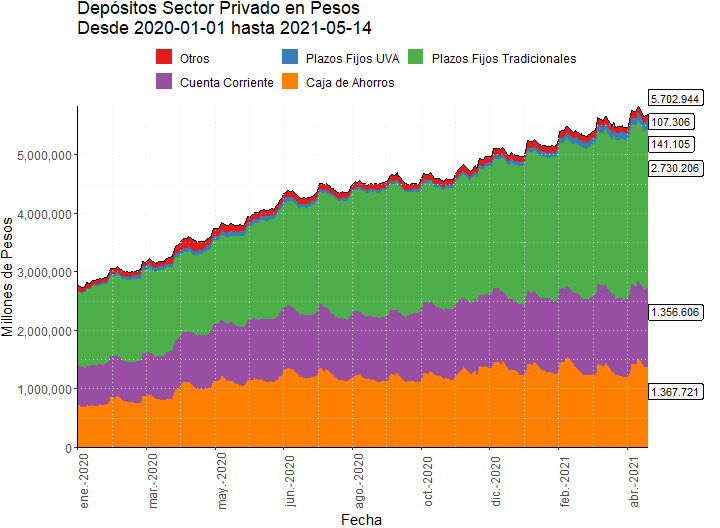 Depósitos Sector Privado en Pesos
Desde 2020-01-01 hasta 2021-05-14
Otros
Plazos Fijos UVA
Plazos Fijos Tradicionales
Cuenta Corriente
Caja de Ahorros
5.702.944
107.306
141.105
2.730.206
1.356.606
1.367.721
Millones de Pesos
5,000,000
4,000,000
3,000,000
2,000,000
1,000,000
0
ene.-2020
mar.-2020
may.-2020
jun.-2020
ago.-2020
oct.-2020
dic.-2020
feb.-2021
abr.-2021
Fecha